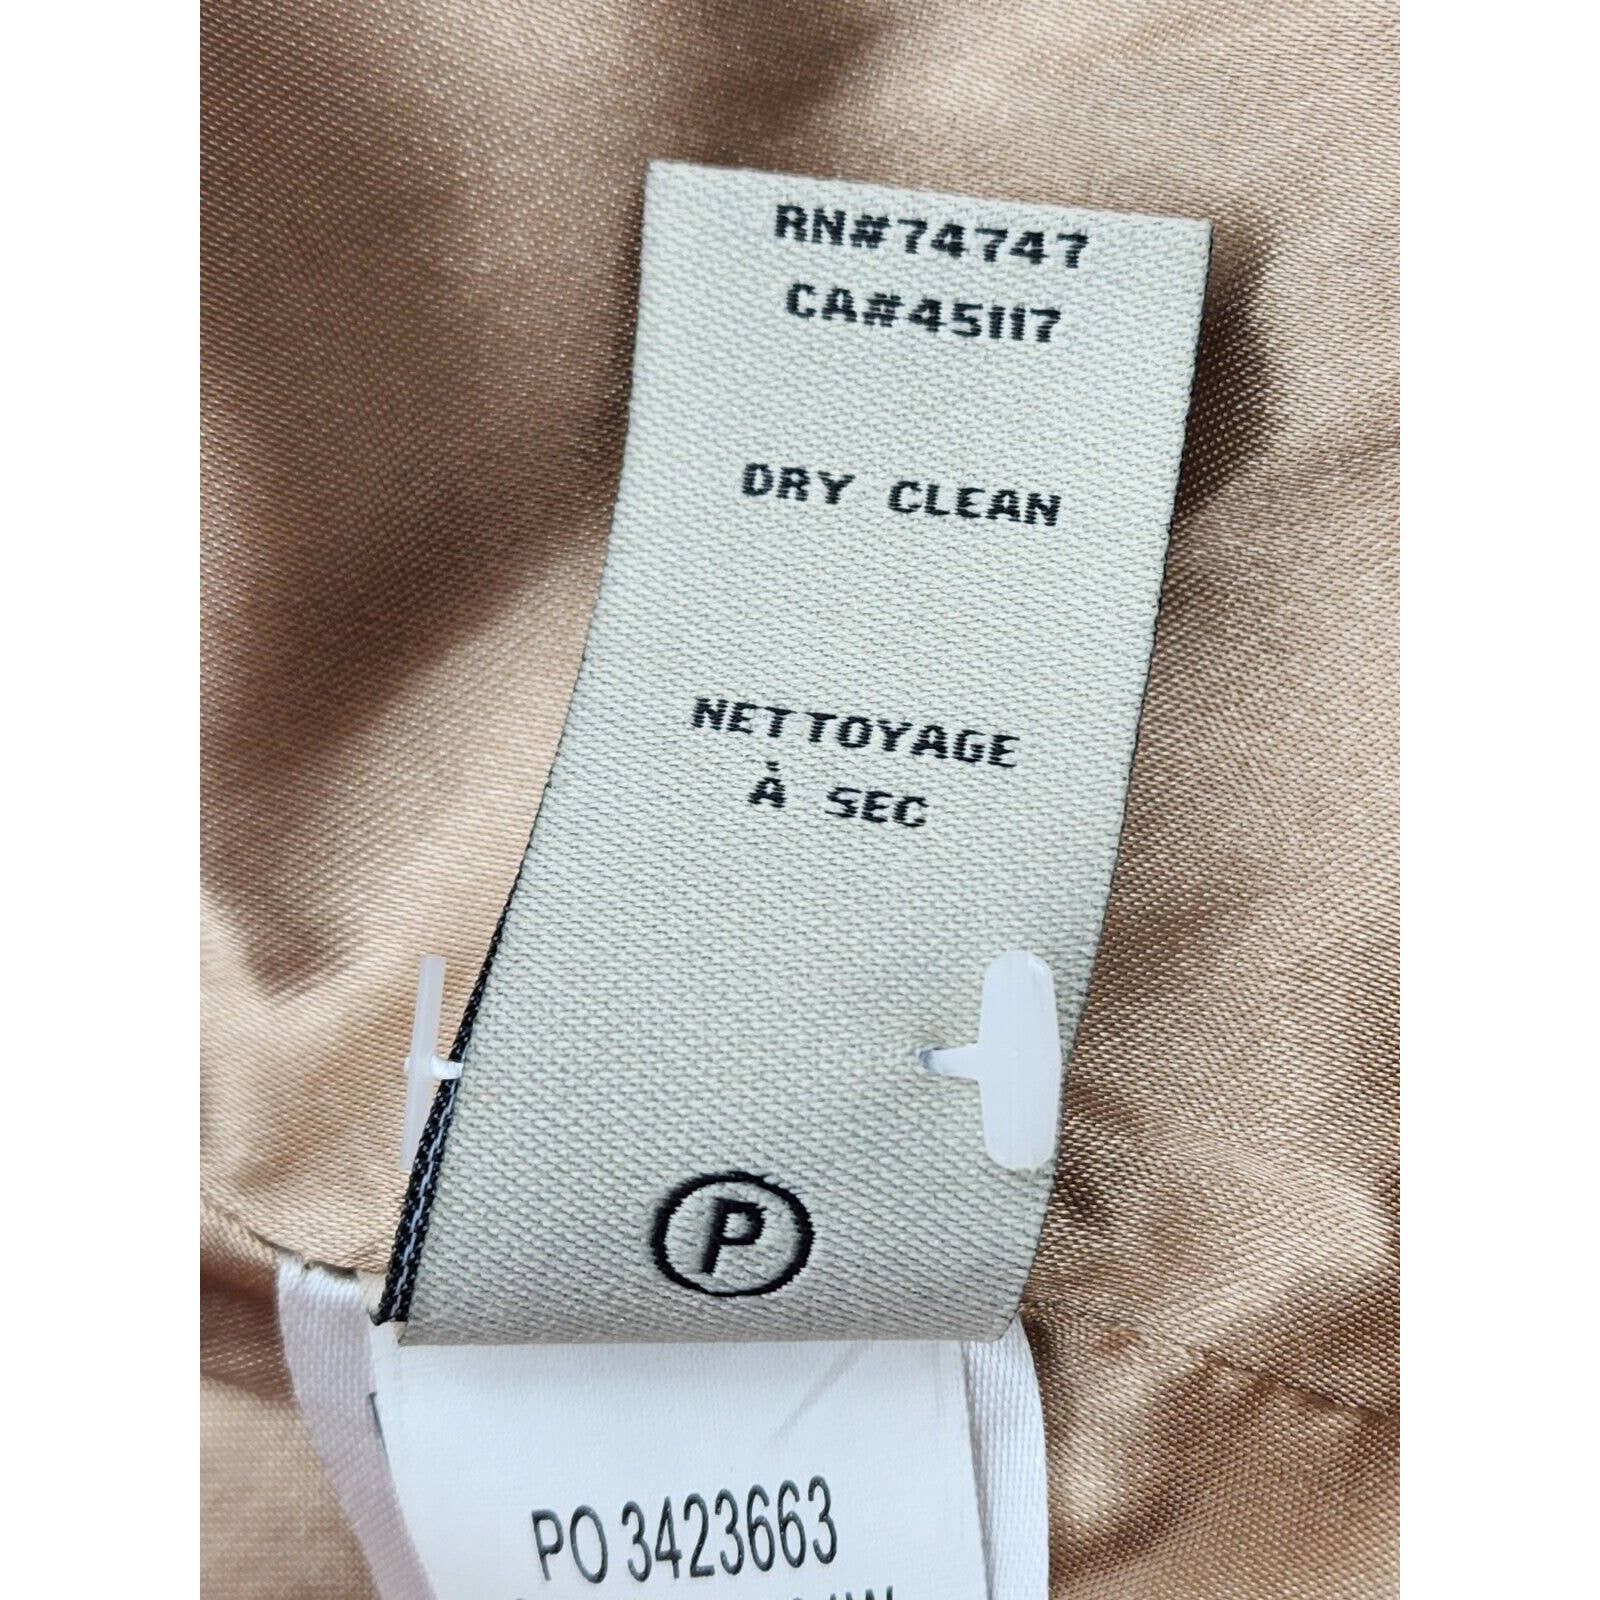 RN#74747
CA#45117
DRY CLEAN
NETTOYAGE
À SEC
P
PO 3423663